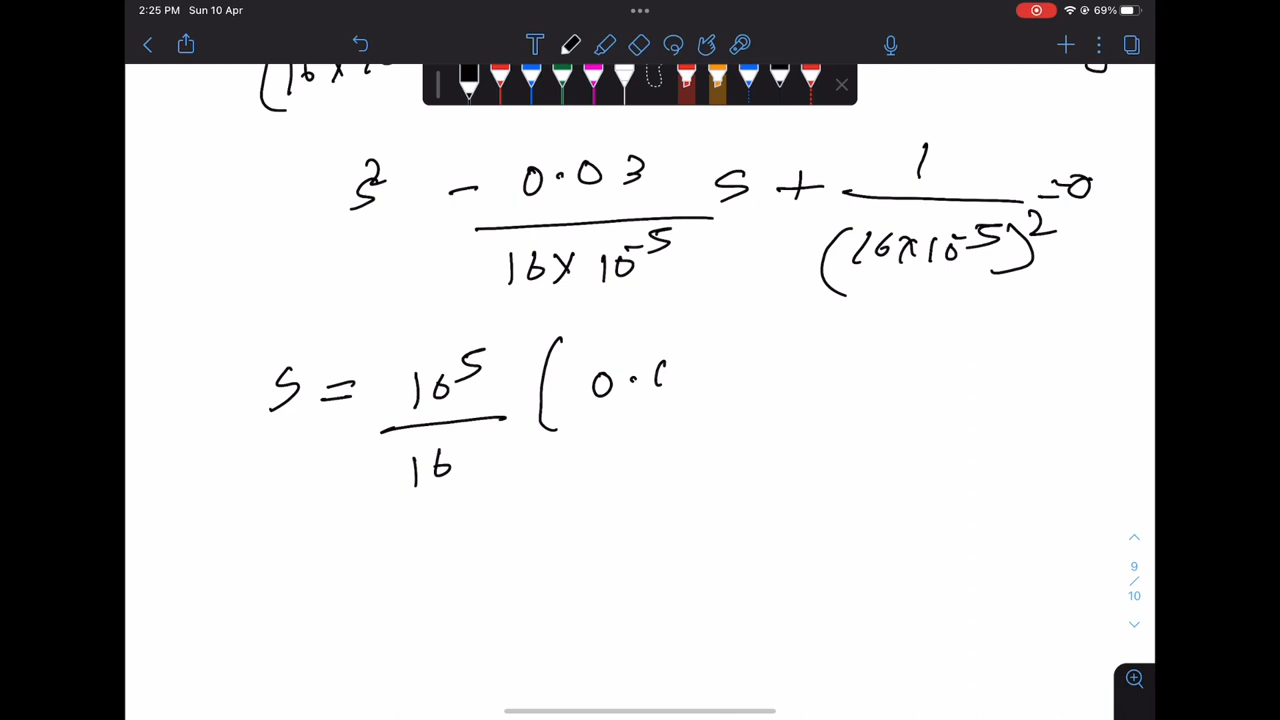 2:25 PM Sun 10 Apr
69%
T
s² - 0.03/16×10⁻⁵ s + 1/(16×10⁻⁵)² = 0
s = 10⁵/16 ( 0.
9
/
10